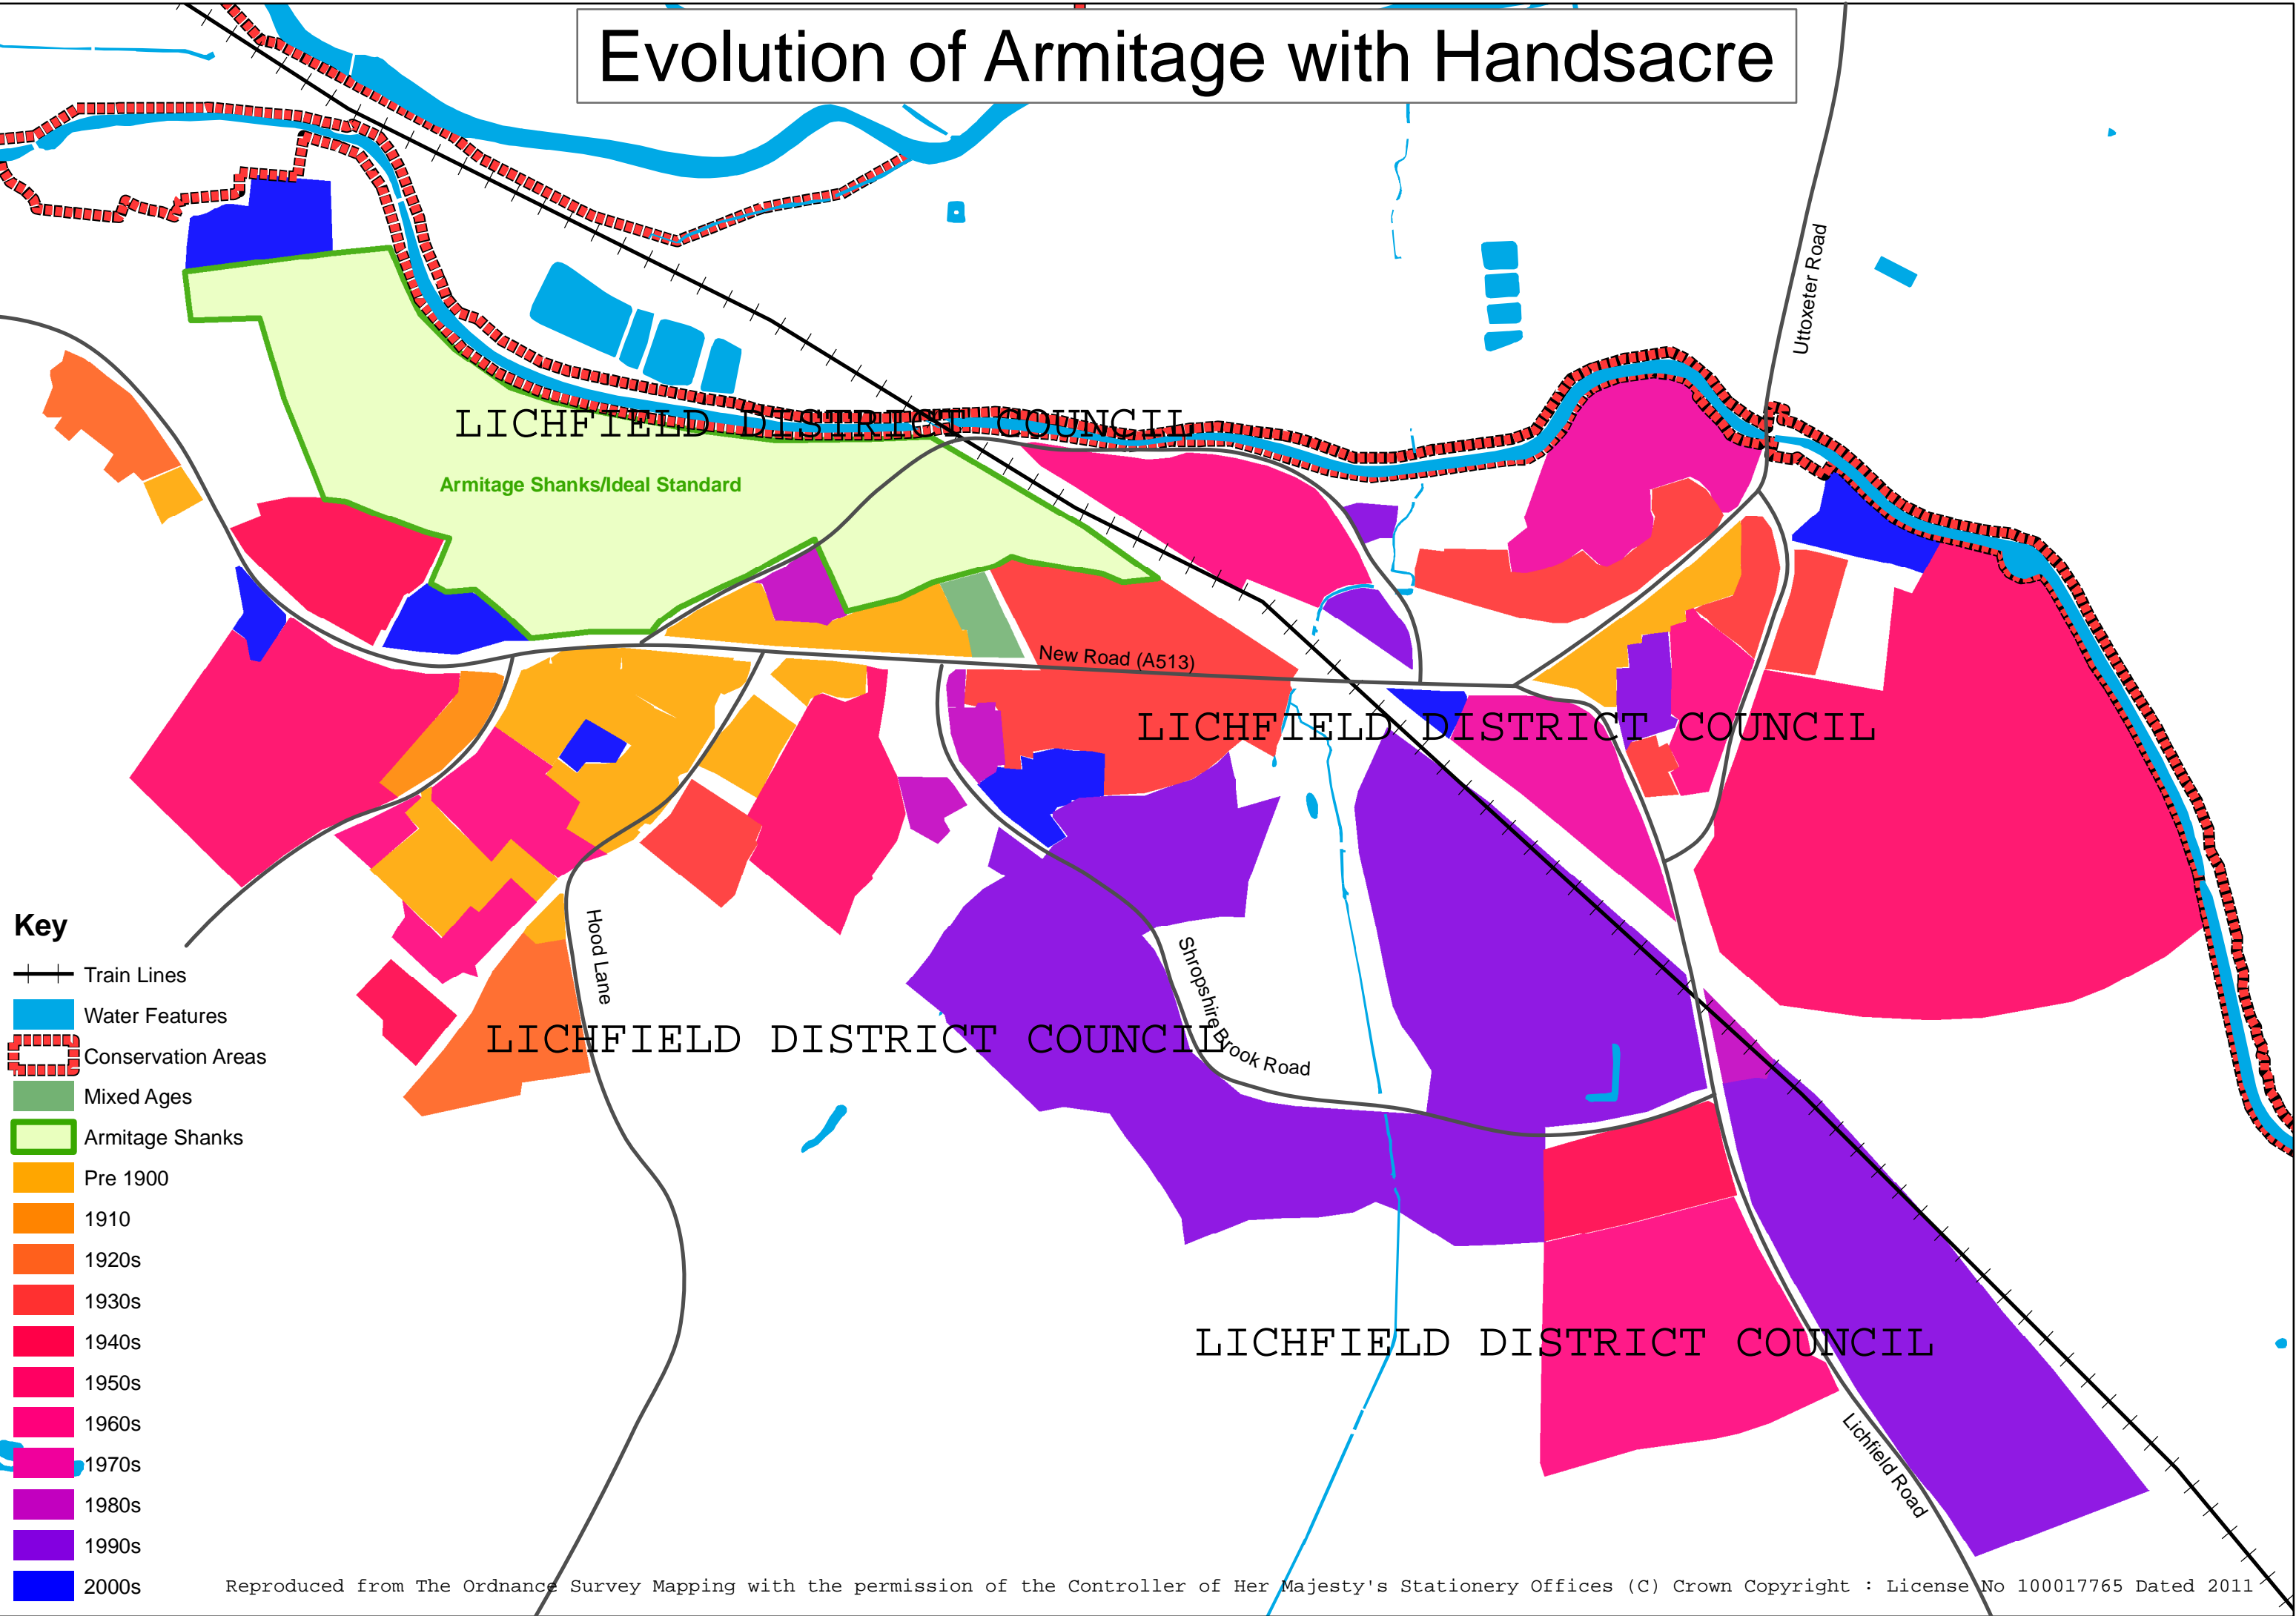 Evolution of Armitage with Handsacre
Uttoxeter Road
LICHFIELD DISTRICT COUNCIL
Armitage Shanks/Ideal Standard
New Road (A513)
LICHFIELD DISTRICT COUNCIL
Hood Lane
Shropshire Brook Road
LICHFIELD DISTRICT COUNCIL
LICHFIELD DISTRICT COUNCIL
Lichfield Road
Key
Train Lines
Water Features
Conservation Areas
Mixed Ages
Armitage Shanks
Pre 1900
1910
1920s
1930s
1940s
1950s
1960s
1970s
1980s
1990s
2000s
Reproduced from The Ordnance Survey Mapping with the permission of the Controller of Her Majesty's Stationery Offices (C) Crown Copyright : License No 100017765 Dated 2011